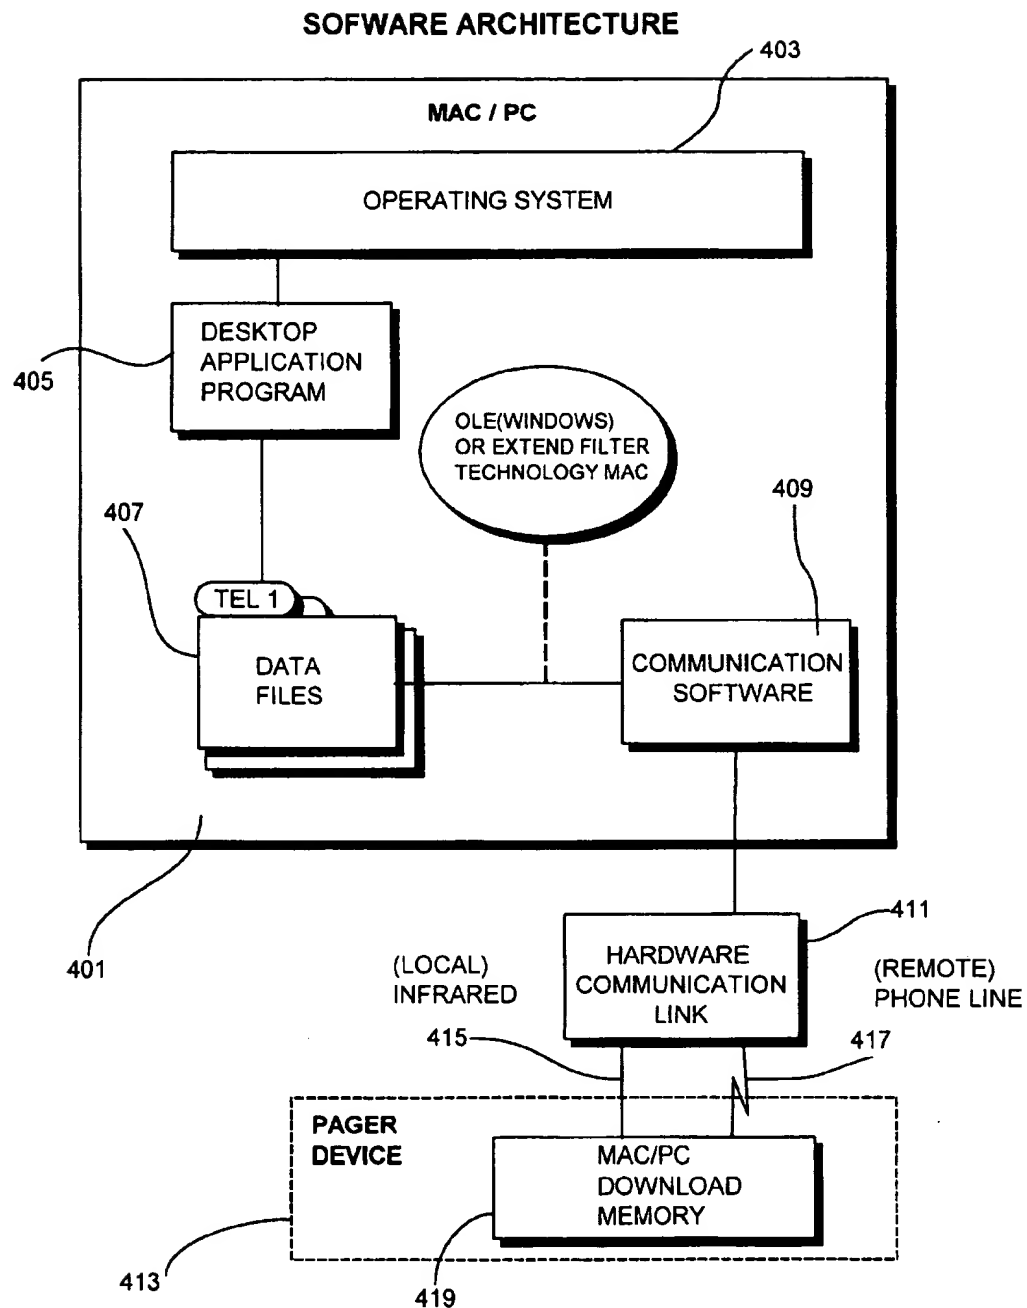 SOFWARE ARCHITECTURE
403
MAC / PC
OPERATING SYSTEM
DESKTOP
APPLICATION
PROGRAM
405
OLE(WINDOWS)
OR EXTEND FILTER
TECHNOLOGY MAC
409
407
TEL 1
DATA
FILES
COMMUNICATION
SOFTWARE
401
411
HARDWARE
COMMUNICATION
LINK
(LOCAL)
INFRARED
(REMOTE)
PHONE LINE
415
417
PAGER
DEVICE
MAC/PC
DOWNLOAD
MEMORY
413
419